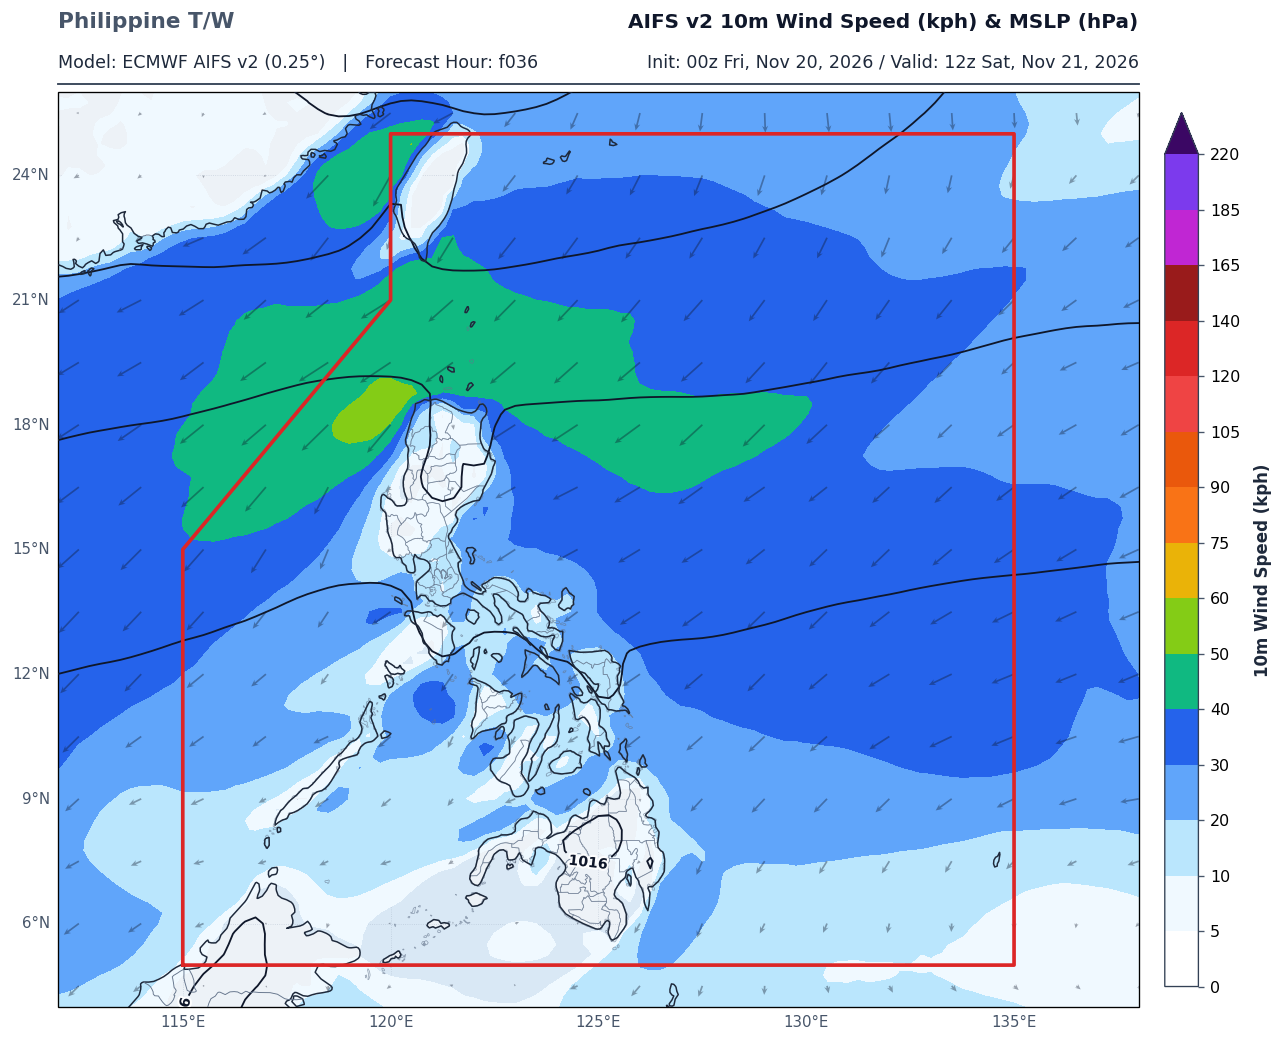 Philippine T/W
AIFS v2 10m Wind Speed (kph) & MSLP (hPa)
Model: ECMWF AIFS v2 (0.25°) | Forecast Hour: f036
Init: 00z Fri, Nov 20, 2026 / Valid: 12z Sat, Nov 21, 2026
24°N
21°N
18°N
15°N
12°N
9°N
6°N
1016
115°E
120°E
125°E
130°E
135°E
220
185
165
140
120
105
90
75
60
50
40
30
20
10
5
0
10m Wind Speed (kph)